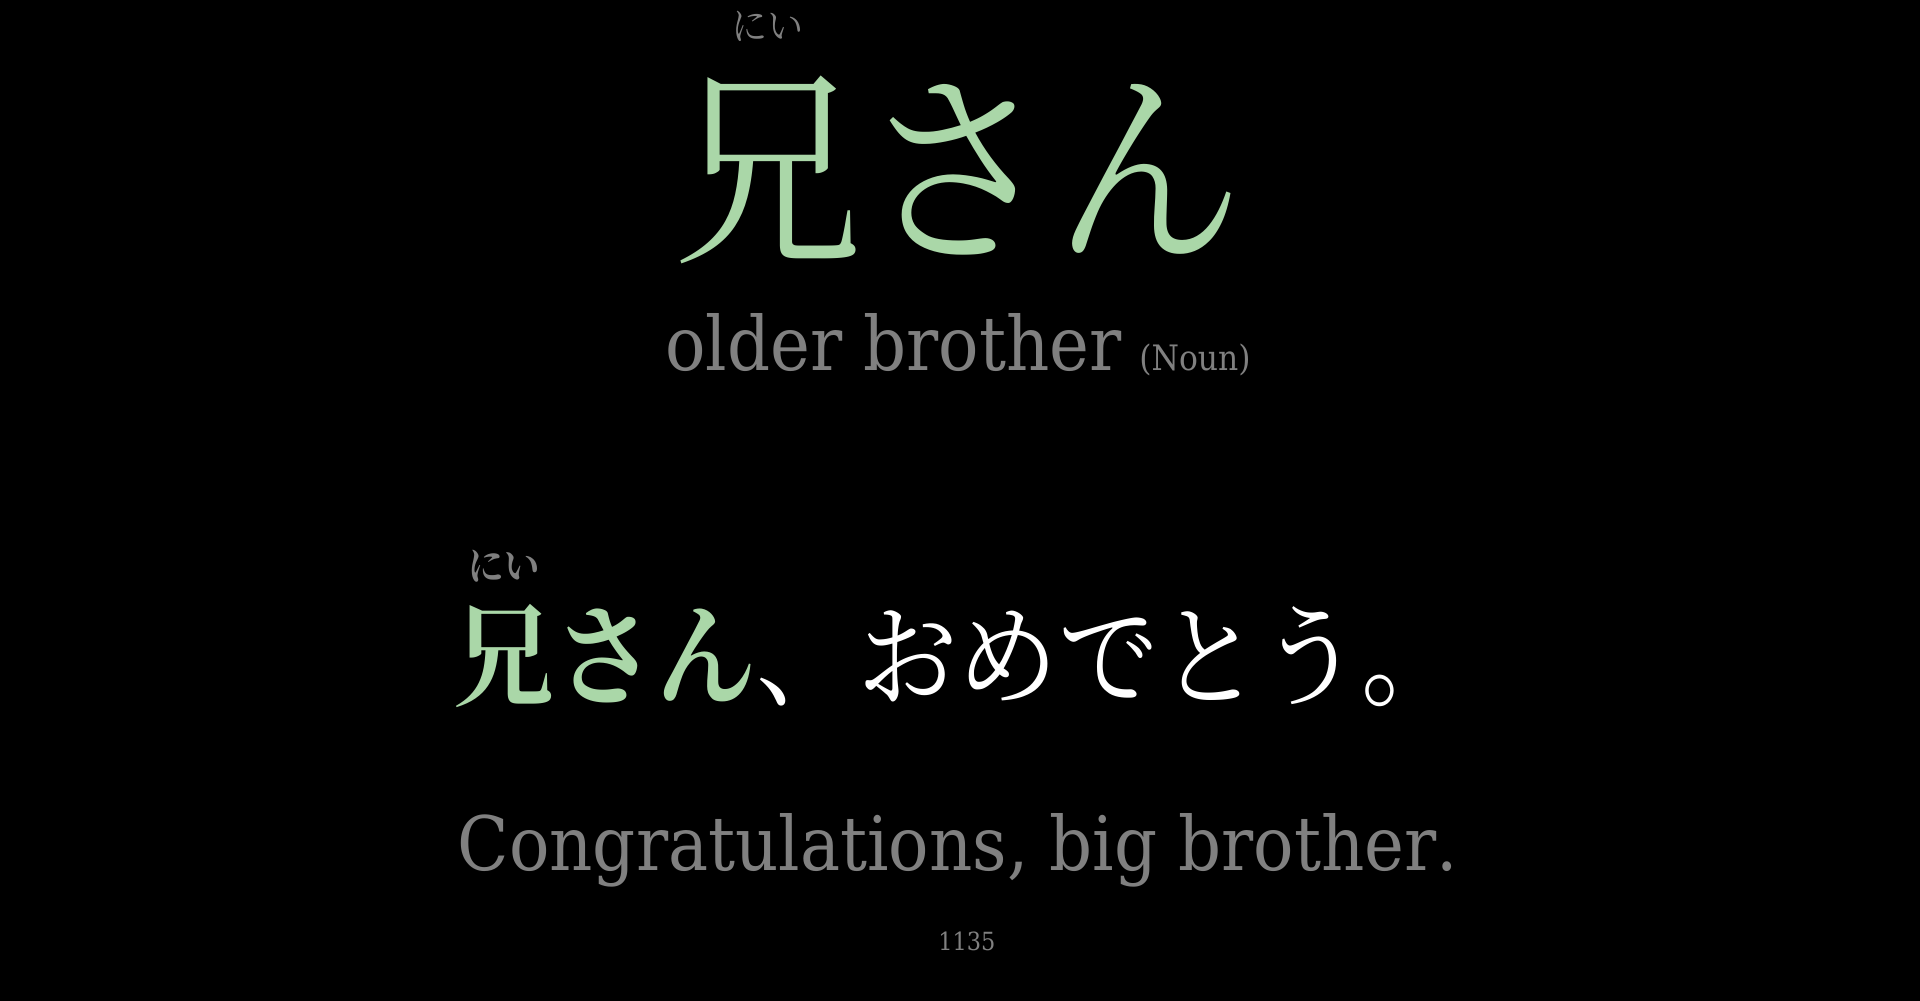 にい
兄さん
older brother (Noun)
にい
兄さん、おめでとう。
Congratulations, big brother.
1135